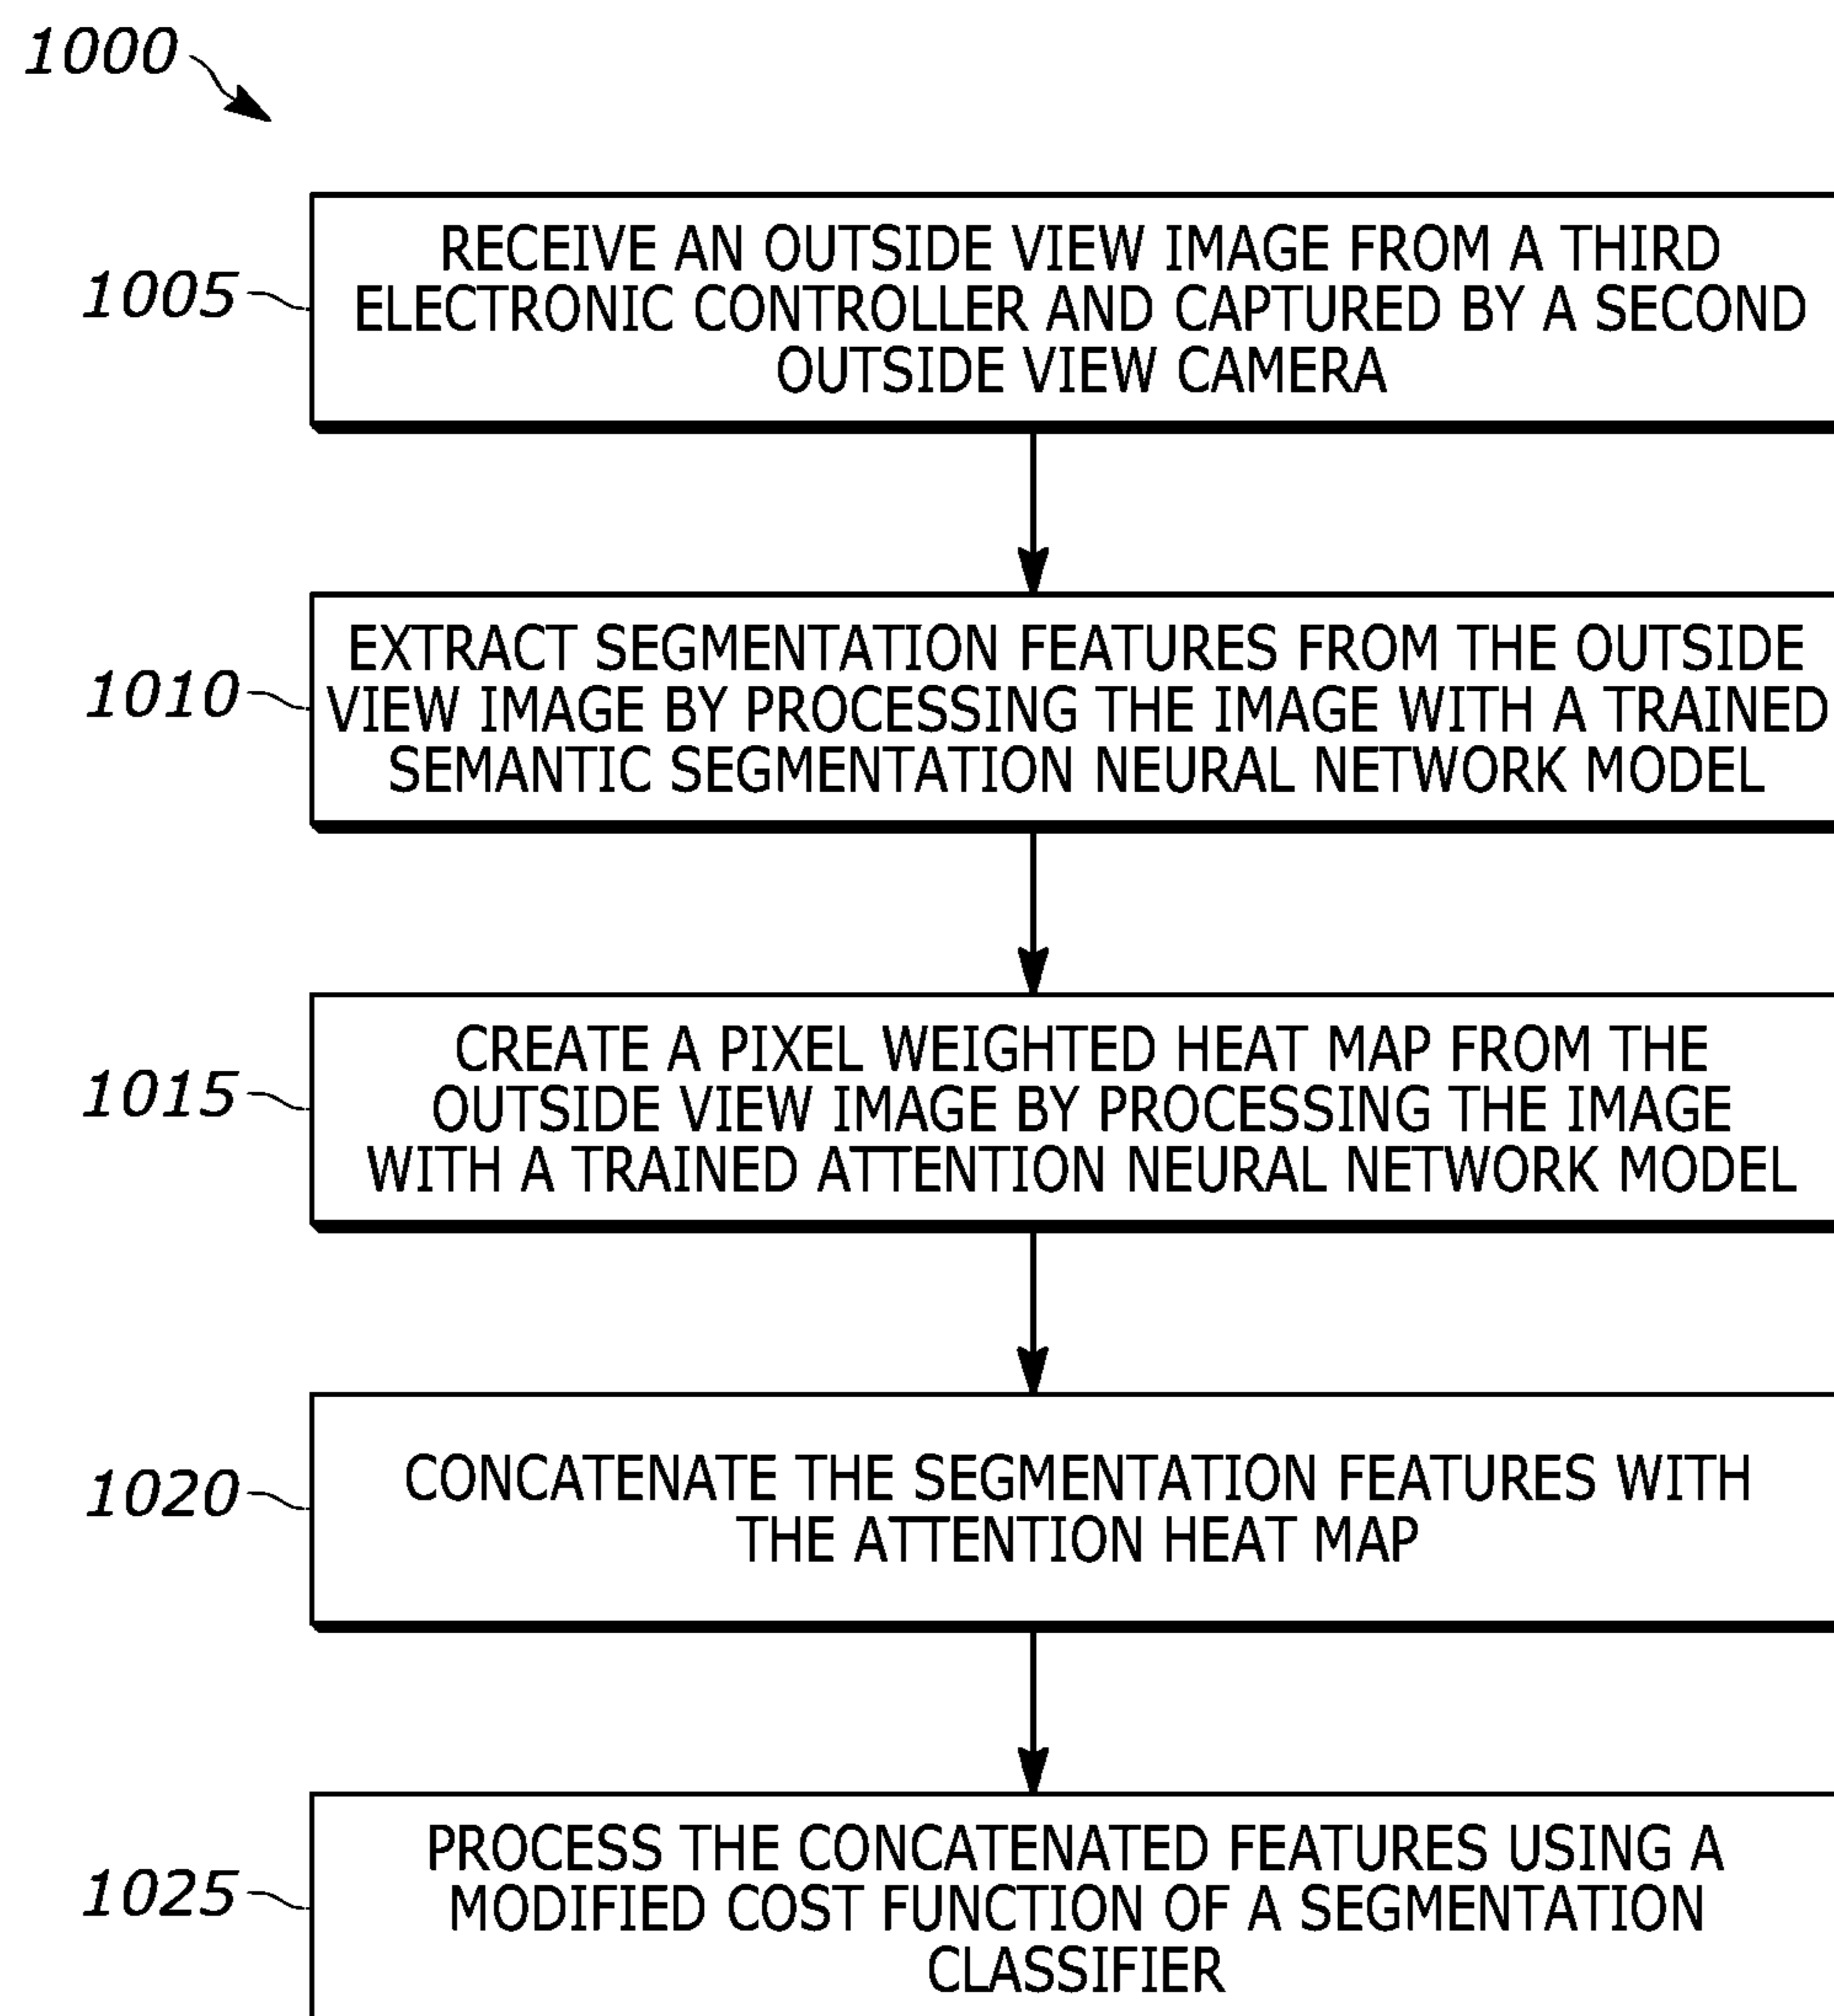 1000
1005
RECEIVE AN OUTSIDE VIEW IMAGE FROM A THIRD
ELECTRONIC CONTROLLER AND CAPTURED BY A SECOND
OUTSIDE VIEW CAMERA
1010
EXTRACT SEGMENTATION FEATURES FROM THE OUTSIDE
VIEW IMAGE BY PROCESSING THE IMAGE WITH A TRAINED
SEMANTIC SEGMENTATION NEURAL NETWORK MODEL
1015
CREATE A PIXEL WEIGHTED HEAT MAP FROM THE
OUTSIDE VIEW IMAGE BY PROCESSING THE IMAGE
WITH A TRAINED ATTENTION NEURAL NETWORK MODEL
1020
CONCATENATE THE SEGMENTATION FEATURES WITH
THE ATTENTION HEAT MAP
1025
PROCESS THE CONCATENATED FEATURES USING A
MODIFIED COST FUNCTION OF A SEGMENTATION
CLASSIFIER